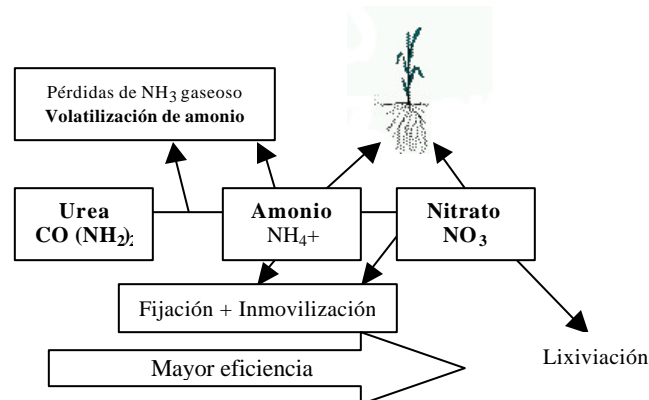 Pérdidas de NH3 gaseoso
Volatilización de amonio
Urea
CO (NH2)2
Amonio
NH4+
Nitrato
NO3
Fijación + Inmovilización
Mayor eficiencia
Lixiviación